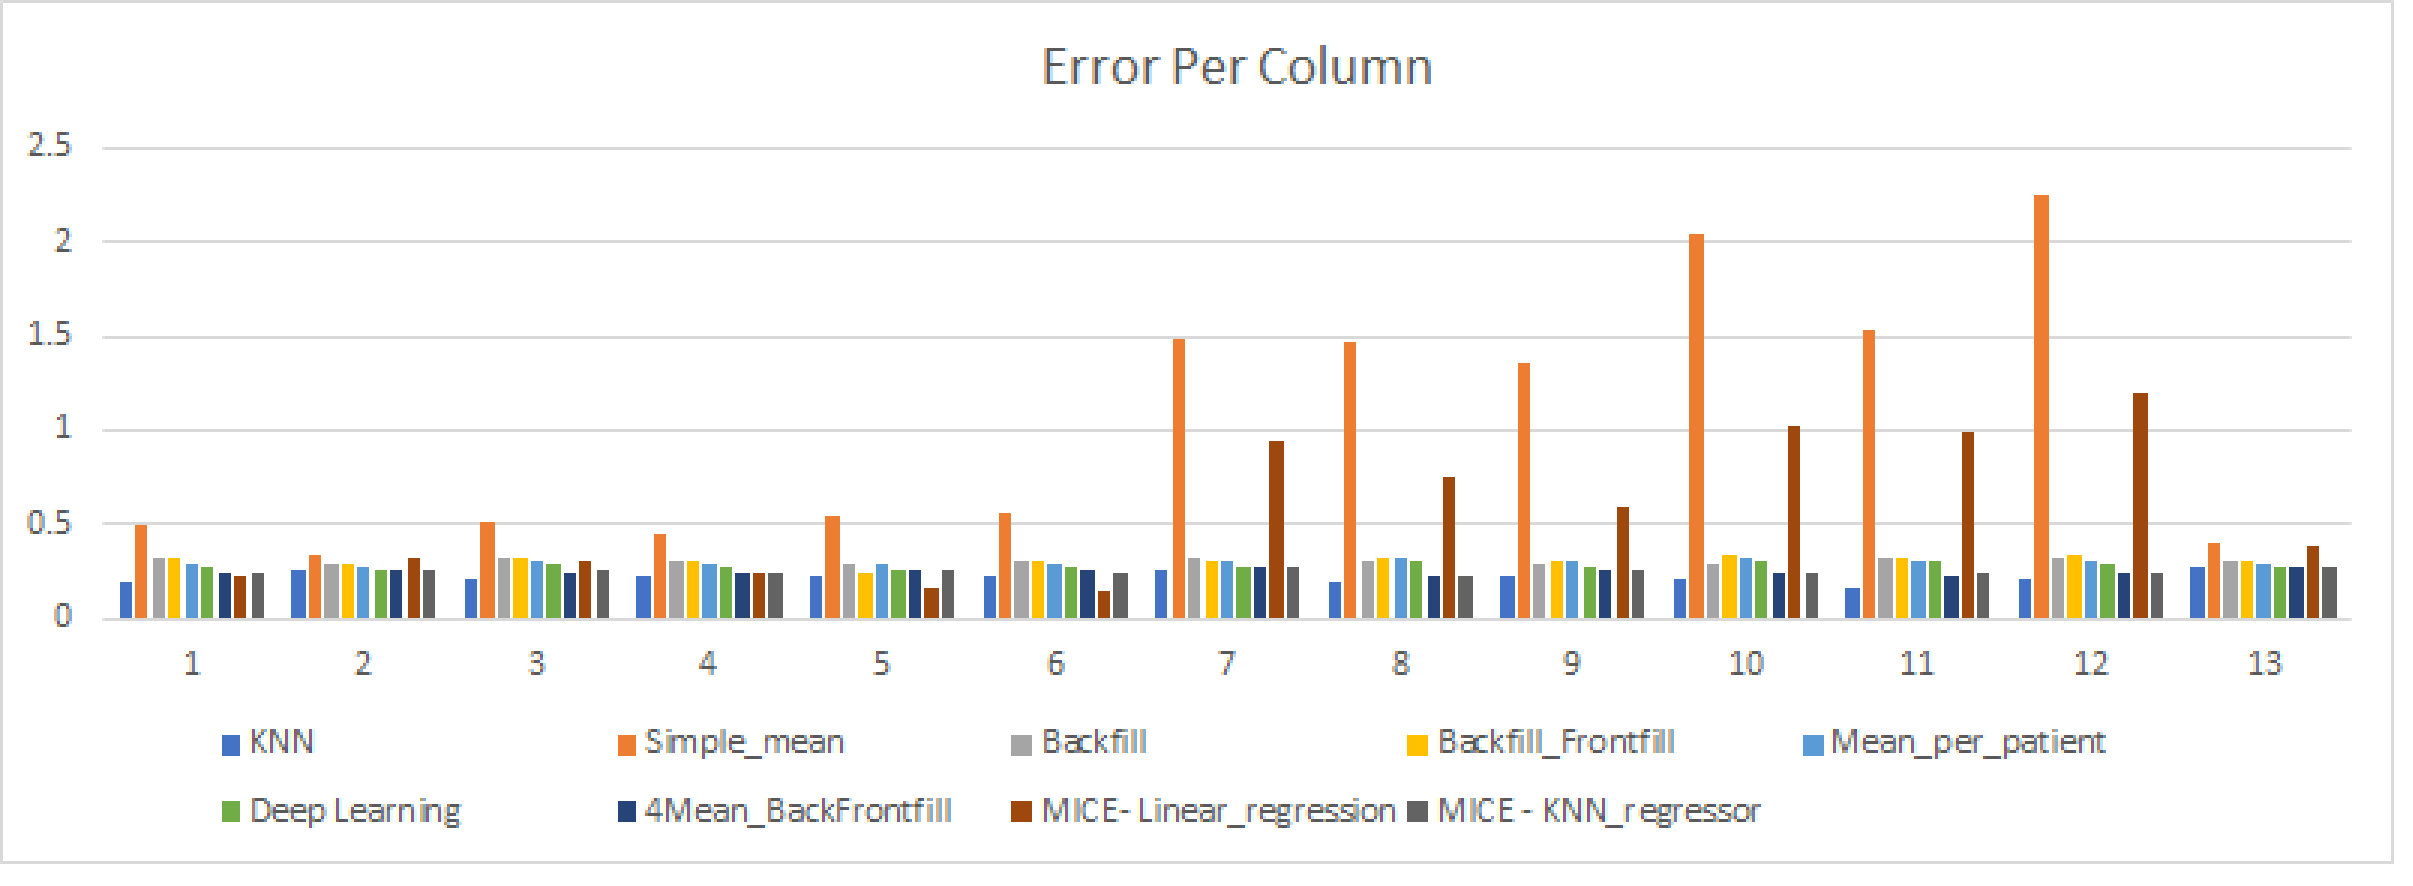 Error Per Column
2.5
2
1.5
1
0.5
0
1 2 3 4 5 6 7 8 9 10 11 12 13
KNN Simple_mean Backfill Backfill_Frontfill Mean_per_patient
Deep Learning 4Mean_BackFrontfill MICE- Linear_regression MICE - KNN_regressor